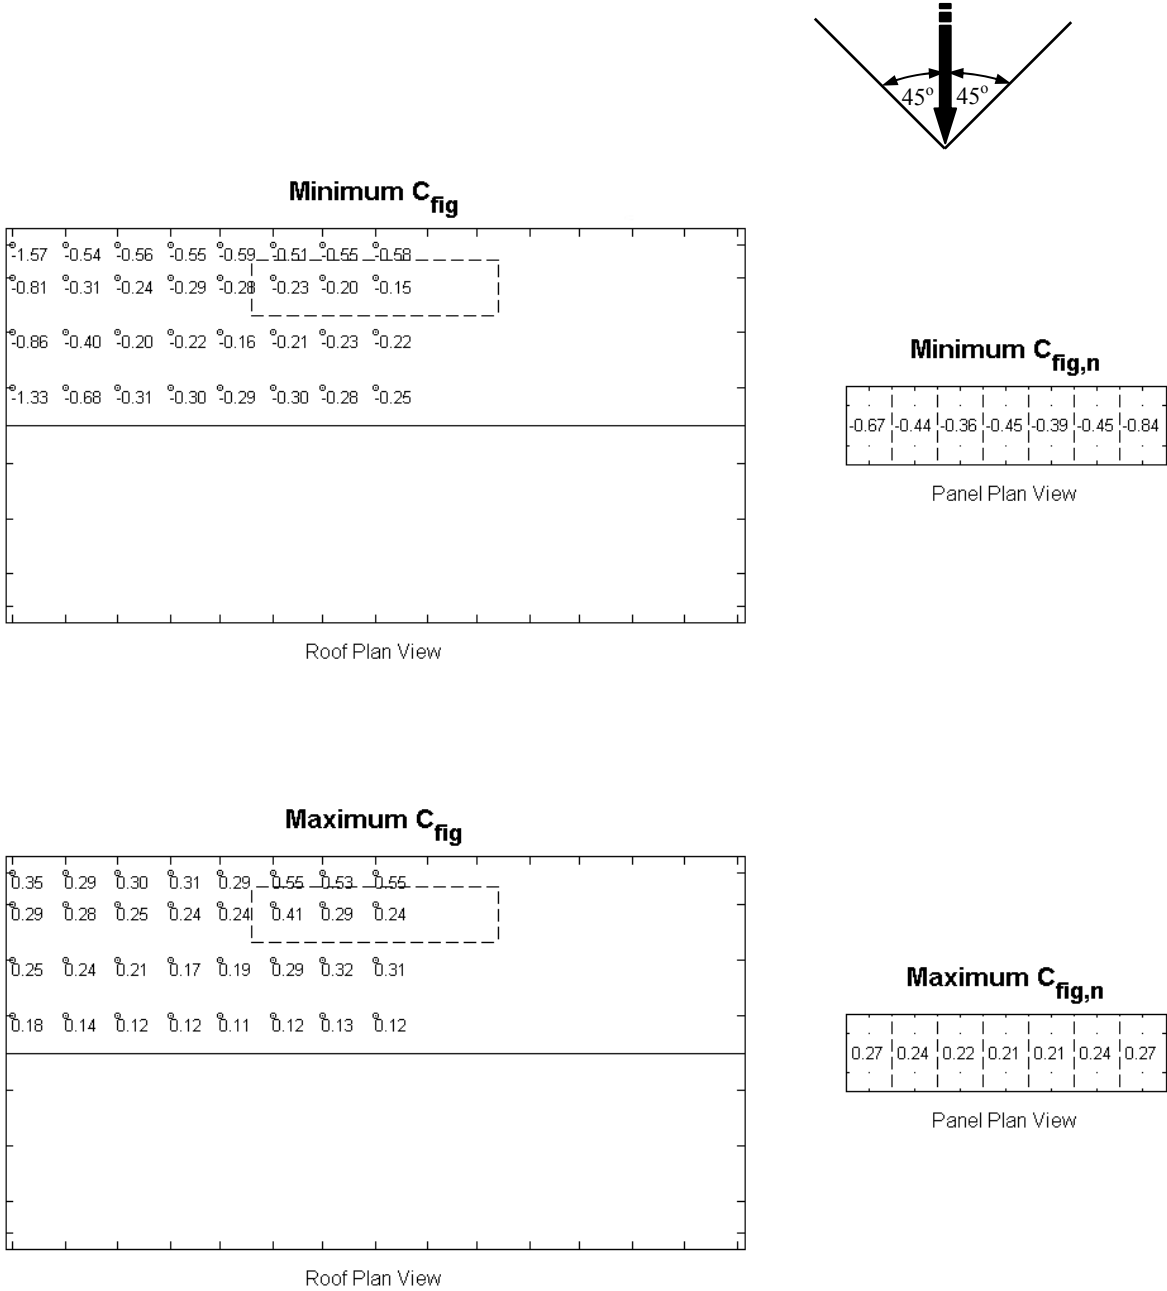 45º 45º
Minimum Cfig
-1.57 -0.54 -0.56 -0.55 -0.59 -0.51 -0.55 -0.58
-0.81 -0.31 -0.24 -0.29 -0.28 -0.23 -0.20 -0.15
-0.86 -0.40 -0.20 -0.22 -0.16 -0.21 -0.23 -0.22
-1.33 -0.68 -0.31 -0.30 -0.29 -0.30 -0.28 -0.25
Roof Plan View
Minimum Cfig,n
-0.67 -0.44 -0.36 -0.45 -0.39 -0.45 -0.84
Panel Plan View
Maximum Cfig
0.35 0.29 0.30 0.31 0.29 0.55 0.53 0.55
0.29 0.28 0.25 0.24 0.24 0.41 0.29 0.24
0.25 0.24 0.21 0.17 0.19 0.29 0.32 0.31
0.18 0.14 0.12 0.12 0.11 0.12 0.13 0.12
Roof Plan View
Maximum Cfig,n
0.27 0.24 0.22 0.21 0.21 0.24 0.27
Panel Plan View